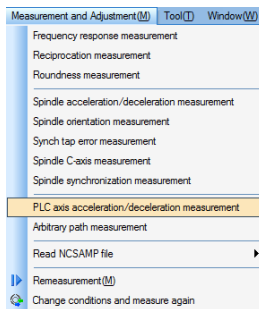 Measurement and Adjustment(M) Tool(T) Window(W)
Frequency response measurement
Reciprocation measurement
Roundness measurement
Spindle acceleration/deceleration measurement
Spindle orientation measurement
Synch tap error measurement
Spindle C-axis measurement
Spindle synchronization measurement
PLC axis acceleration/deceleration measurement
Arbitrary path measurement
Read NCSAMP file
Remeasurement(M)
Change conditions and measure again